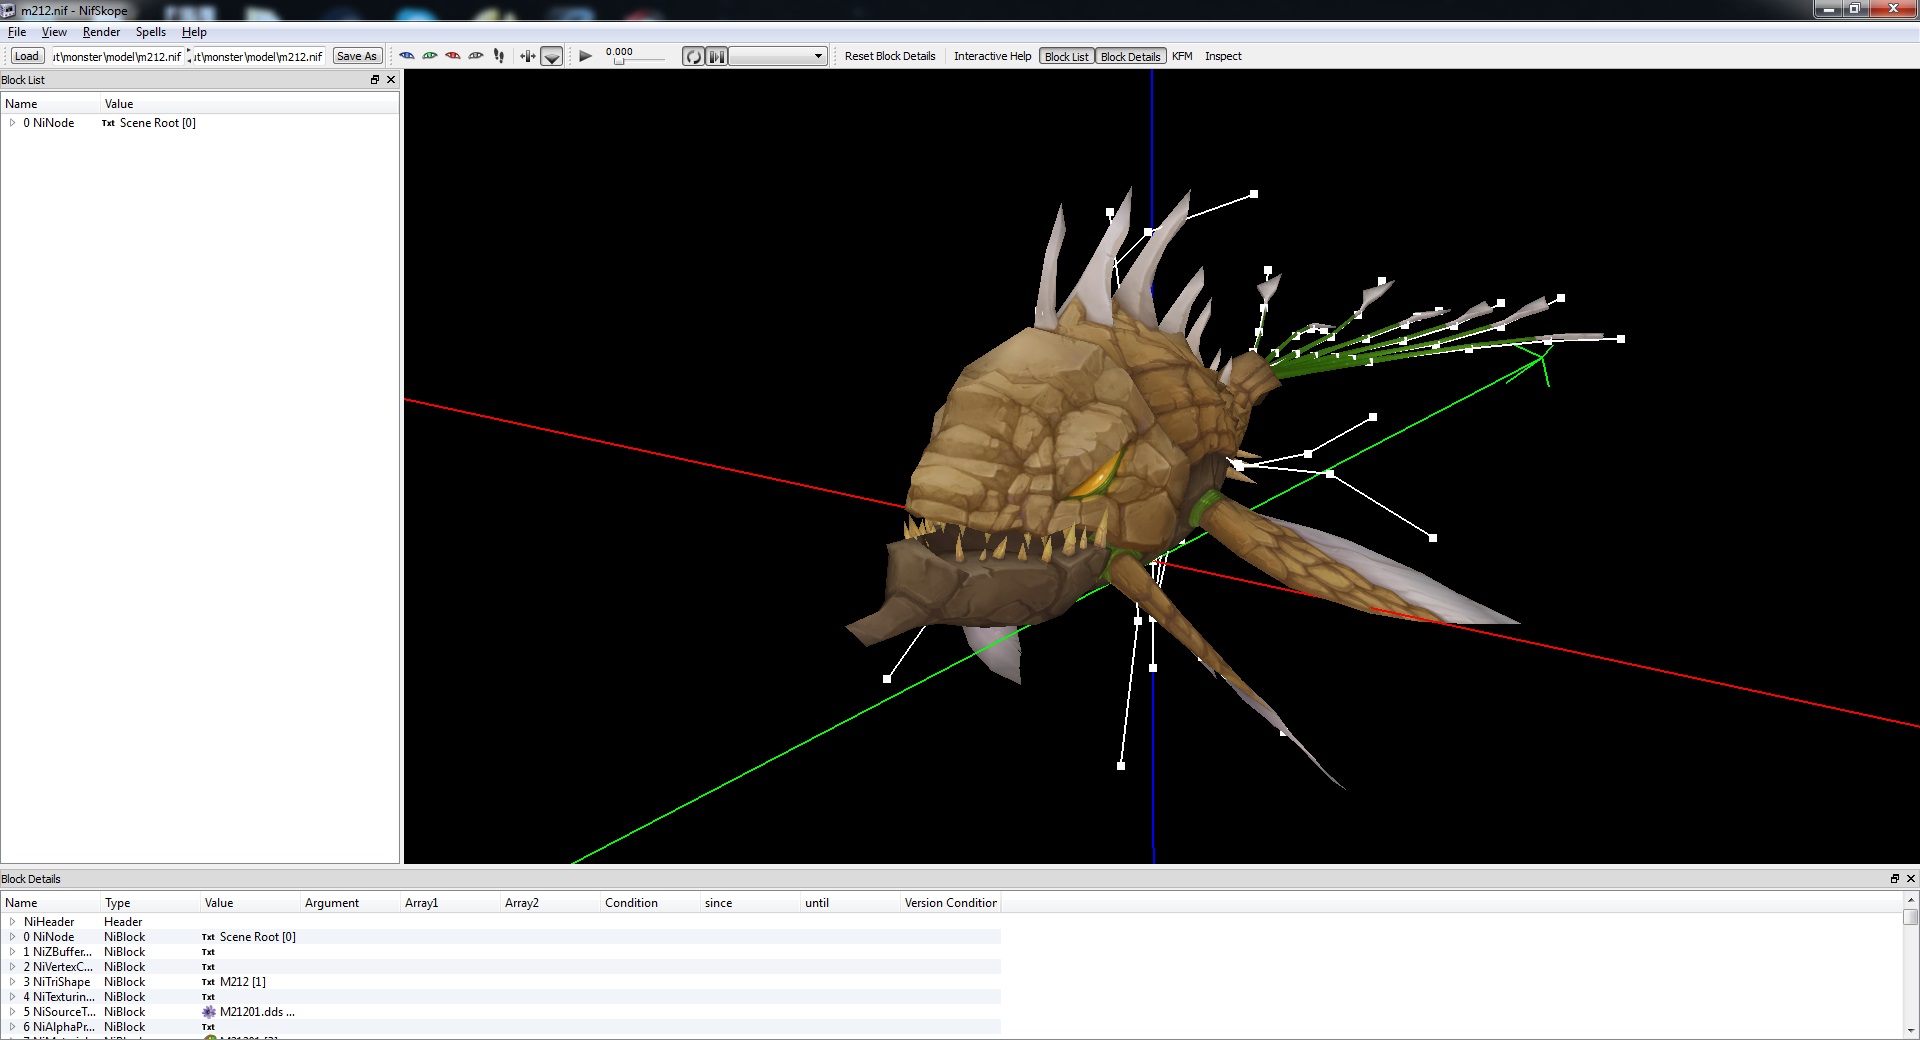 m212.nif - NifSkope
File View Render Spells Help
Load ut\monster\model\m212.nif ut\monster\model\m212.nif Save As 0.000 Reset Block Details Interactive Help Block List Block Details KFM Inspect
Block List
Name Value
0 NiNode Txt Scene Root [0]
Block Details
Name Type Value Argument Array1 Array2 Condition since until Version Condition
NiHeader Header
0 NiNode NiBlock Txt Scene Root [0]
1 NiZBuffer... NiBlock Txt
2 NiVertexC... NiBlock Txt
3 NiTriShape NiBlock Txt M212 [1]
4 NiTexturin... NiBlock Txt
5 NiSourceT... NiBlock M21201.dds ...
6 NiAlphaPr... NiBlock Txt